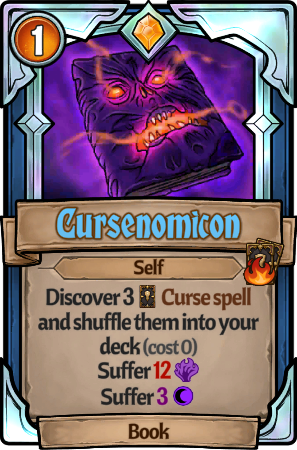 1
Cursenomicon
Self
Discover 3 Curse spell
and shuffle them into your
deck (cost 0)
Suffer 12
Suffer 3
Book